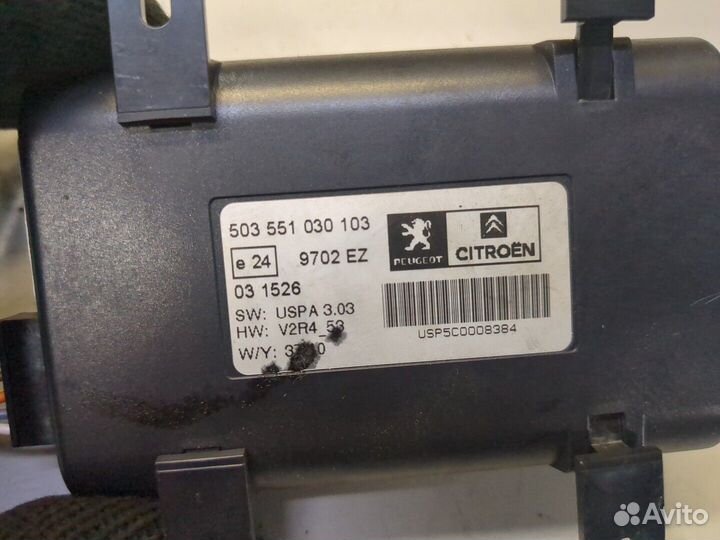 503 551 030 103
e 24 9702 EZ
03 1526
SW: USPA 3.03
HW: V2R4_53
W/Y:
PEUGEOT
CITROËN
USP5C0008384
Avito